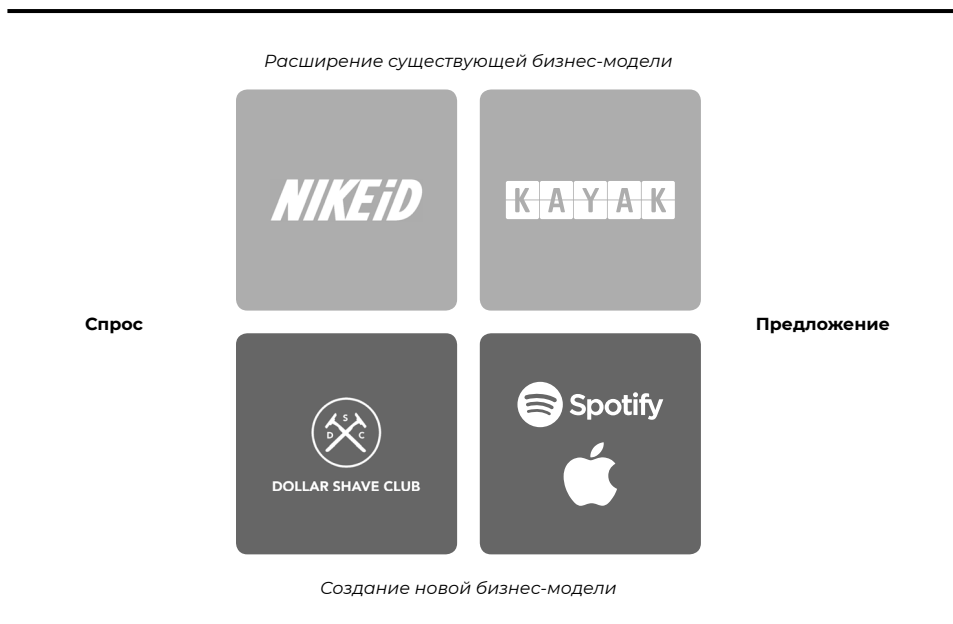 Расширение существующей бизнес-модели
NIKEiD
KAYAK
Спрос
Предложение
S
D C
DOLLAR SHAVE CLUB
Spotify
Создание новой бизнес-модели